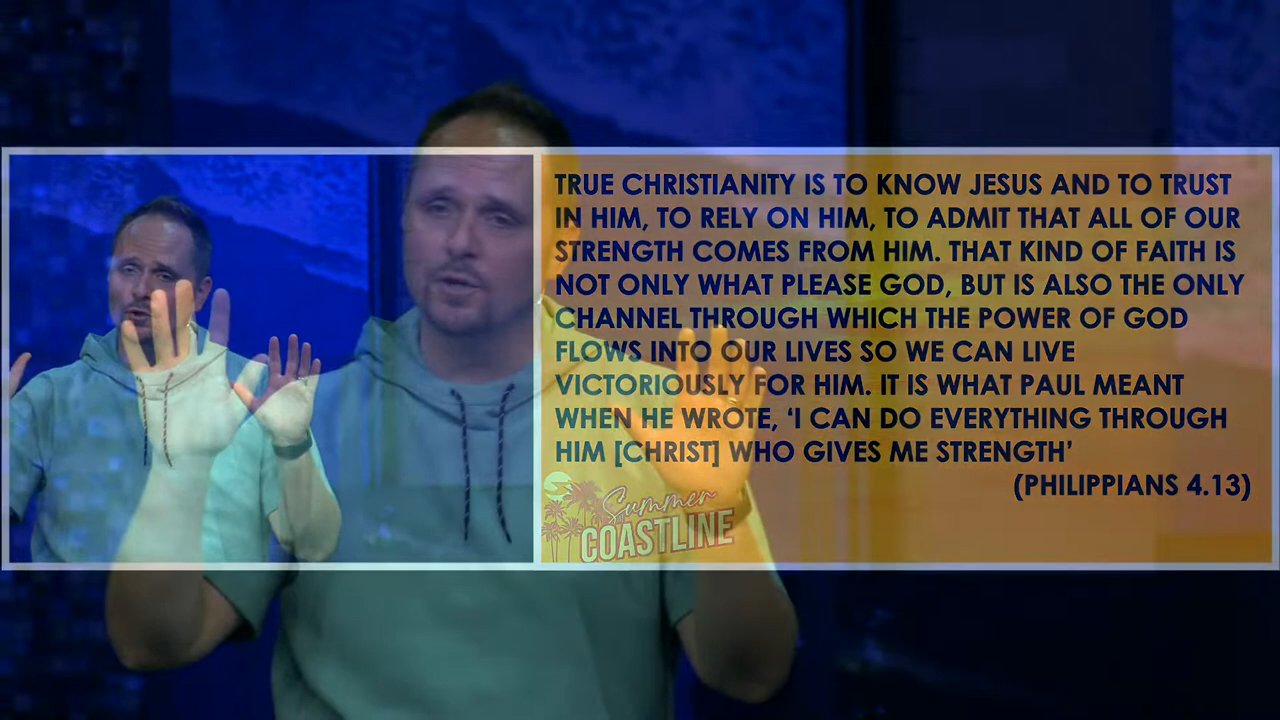 TRUE CHRISTIANITY IS TO KNOW JESUS AND TO TRUST
IN HIM, TO RELY ON HIM, TO ADMIT THAT ALL OF OUR
STRENGTH COMES FROM HIM. THAT KIND OF FAITH IS
NOT ONLY WHAT PLEASE GOD, BUT IS ALSO THE ONLY
CHANNEL THROUGH WHICH THE POWER OF GOD
FLOWS INTO OUR LIVES SO WE CAN LIVE
VICTORIOUSLY FOR HIM. IT IS WHAT PAUL MEANT
WHEN HE WROTE, ‘I CAN DO EVERYTHING THROUGH
HIM [CHRIST] WHO GIVES ME STRENGTH’
(PHILIPPIANS 4.13)
Summer
COASTLINE